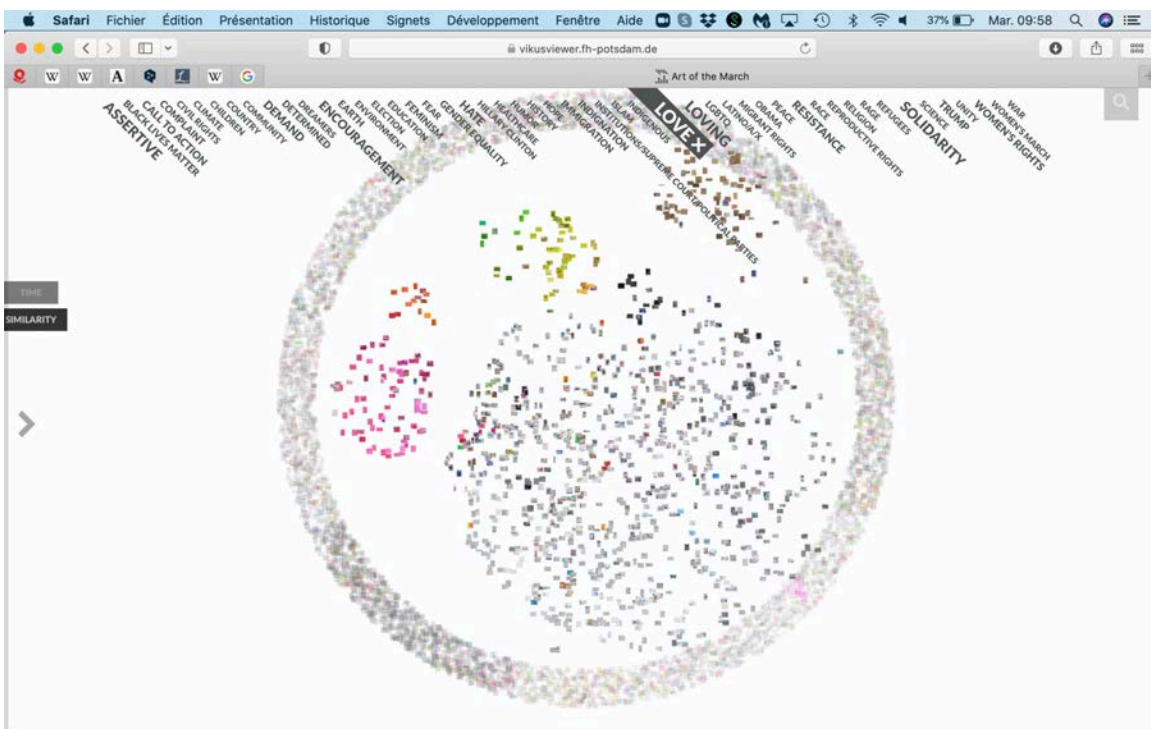 Safari Fichier Édition Présentation Historique Signets Développement Fenêtre Aide 37% Mar. 09:58
vikusviewer.fh-potsdam.de
W W A W G Art of the March
ASSERTIVE
BLACK LIVES MATTER
CALL TO ACTION
COMPLAINT
CIVIL RIGHTS
CLIMATE
CHILDREN
COUNTRY
COMMUNITY
DEMAND
DETERMINED
DREAMERS
ENCOURAGEMENT
EARTH
ENVIRONMENT
ELECTION
EDUCATION
FEMINISM
FEAR
GENDER EQUALITY
HATE
HILLARY CLINTON
HEALTHCARE
HUMOR
HISTORY
HOPE
IMMIGRATION
INDIGNATION
INSTITUTIONS/SUPREME COURT/POLITICAL PARTIES
ISLAM
INDIGENOUS
LOVE ×
LOVING
LGBTQ
LATINO/A/X
MIGRANT RIGHTS
OBAMA
PEACE
RESISTANCE
RACE
REPRODUCTIVE RIGHTS
RELIGION
RAGE
REFUGEES
SOLIDARITY
SCIENCE
TRUMP
UNITY
WOMEN'S RIGHTS
WOMEN'S MARCH
WAR
TIME
SIMILARITY